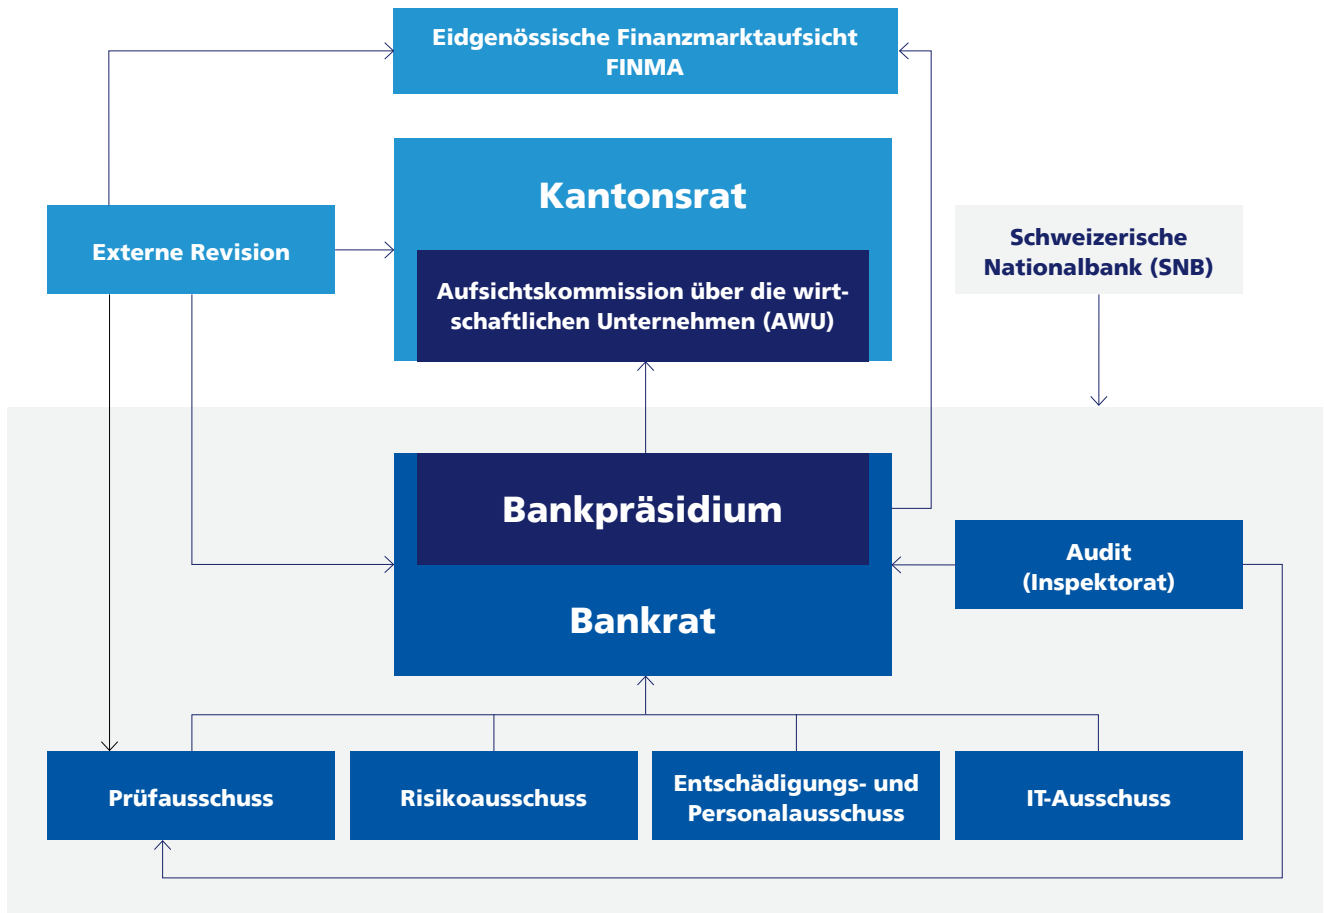 Eidgenössische Finanzmarktaufsicht
FINMA
Kantonsrat
Externe Revision
Schweizerische
Nationalbank (SNB)
Aufsichtskommission über die wirt-
schaftlichen Unternehmen (AWU)
Bankpräsidium
Audit
(Inspektorat)
Bankrat
Prüfausschuss
Risikoausschuss
Entschädigungs- und
Personalausschuss
IT-Ausschuss